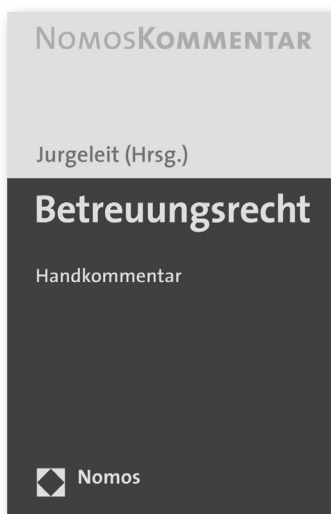 NomosKommentar
Jurgeleit (Hrsg.)
Betreuungsrecht
Handkommentar
Nomos